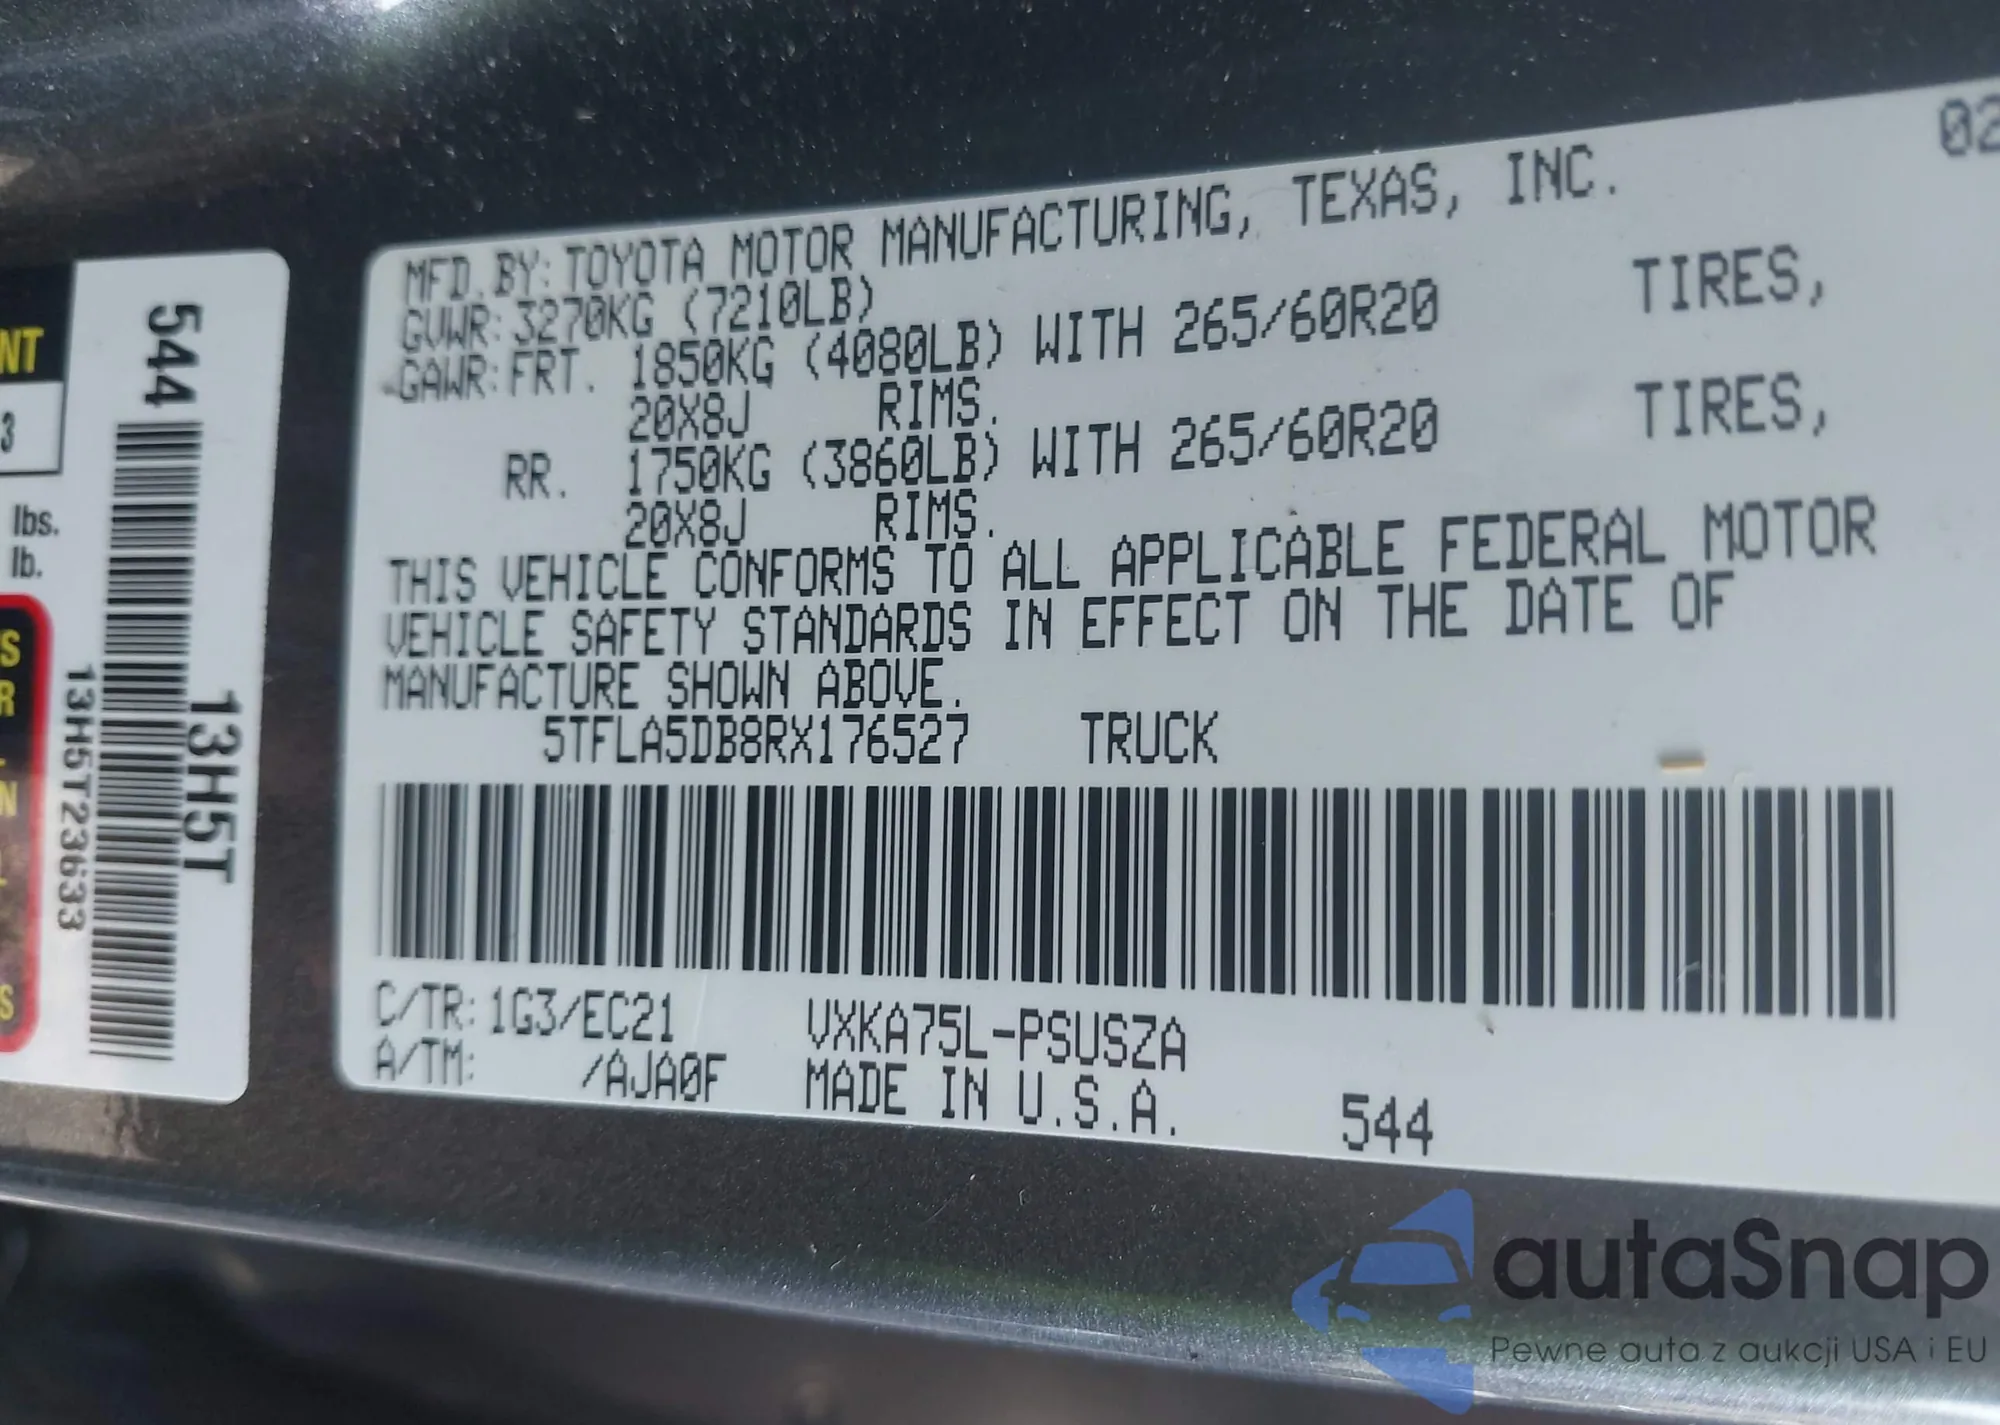 02
MFD. BY: TOYOTA MOTOR MANUFACTURING, TEXAS, INC.
GVWR: 3270KG (7210LB)
GAWR: FRT. 1850KG (4080LB) WITH 265/60R20 TIRES,
20X8J RIMS.
RR. 1750KG (3860LB) WITH 265/60R20 TIRES,
20X8J RIMS.
THIS VEHICLE CONFORMS TO ALL APPLICABLE FEDERAL MOTOR
VEHICLE SAFETY STANDARDS IN EFFECT ON THE DATE OF
MANUFACTURE SHOWN ABOVE.
5TFLA5DB8RX176527 TRUCK
C/TR: 1G3/EC21 VXKA75L-PSUSZA
A/TM: /AJA0F MADE IN U.S.A. 544
544
13H5T
13H5T23633
NT
3
lbs.
lb.
S
R
N
S
autaSnap
Pewne auta z aukcji USA i EU